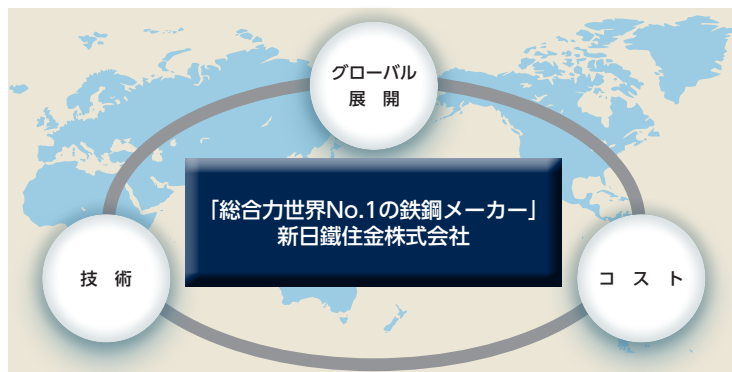 グローバル
展 開
「総合力世界No.1の鉄鋼メーカー」
新日鐵住金株式会社
技 術
コ ス ト